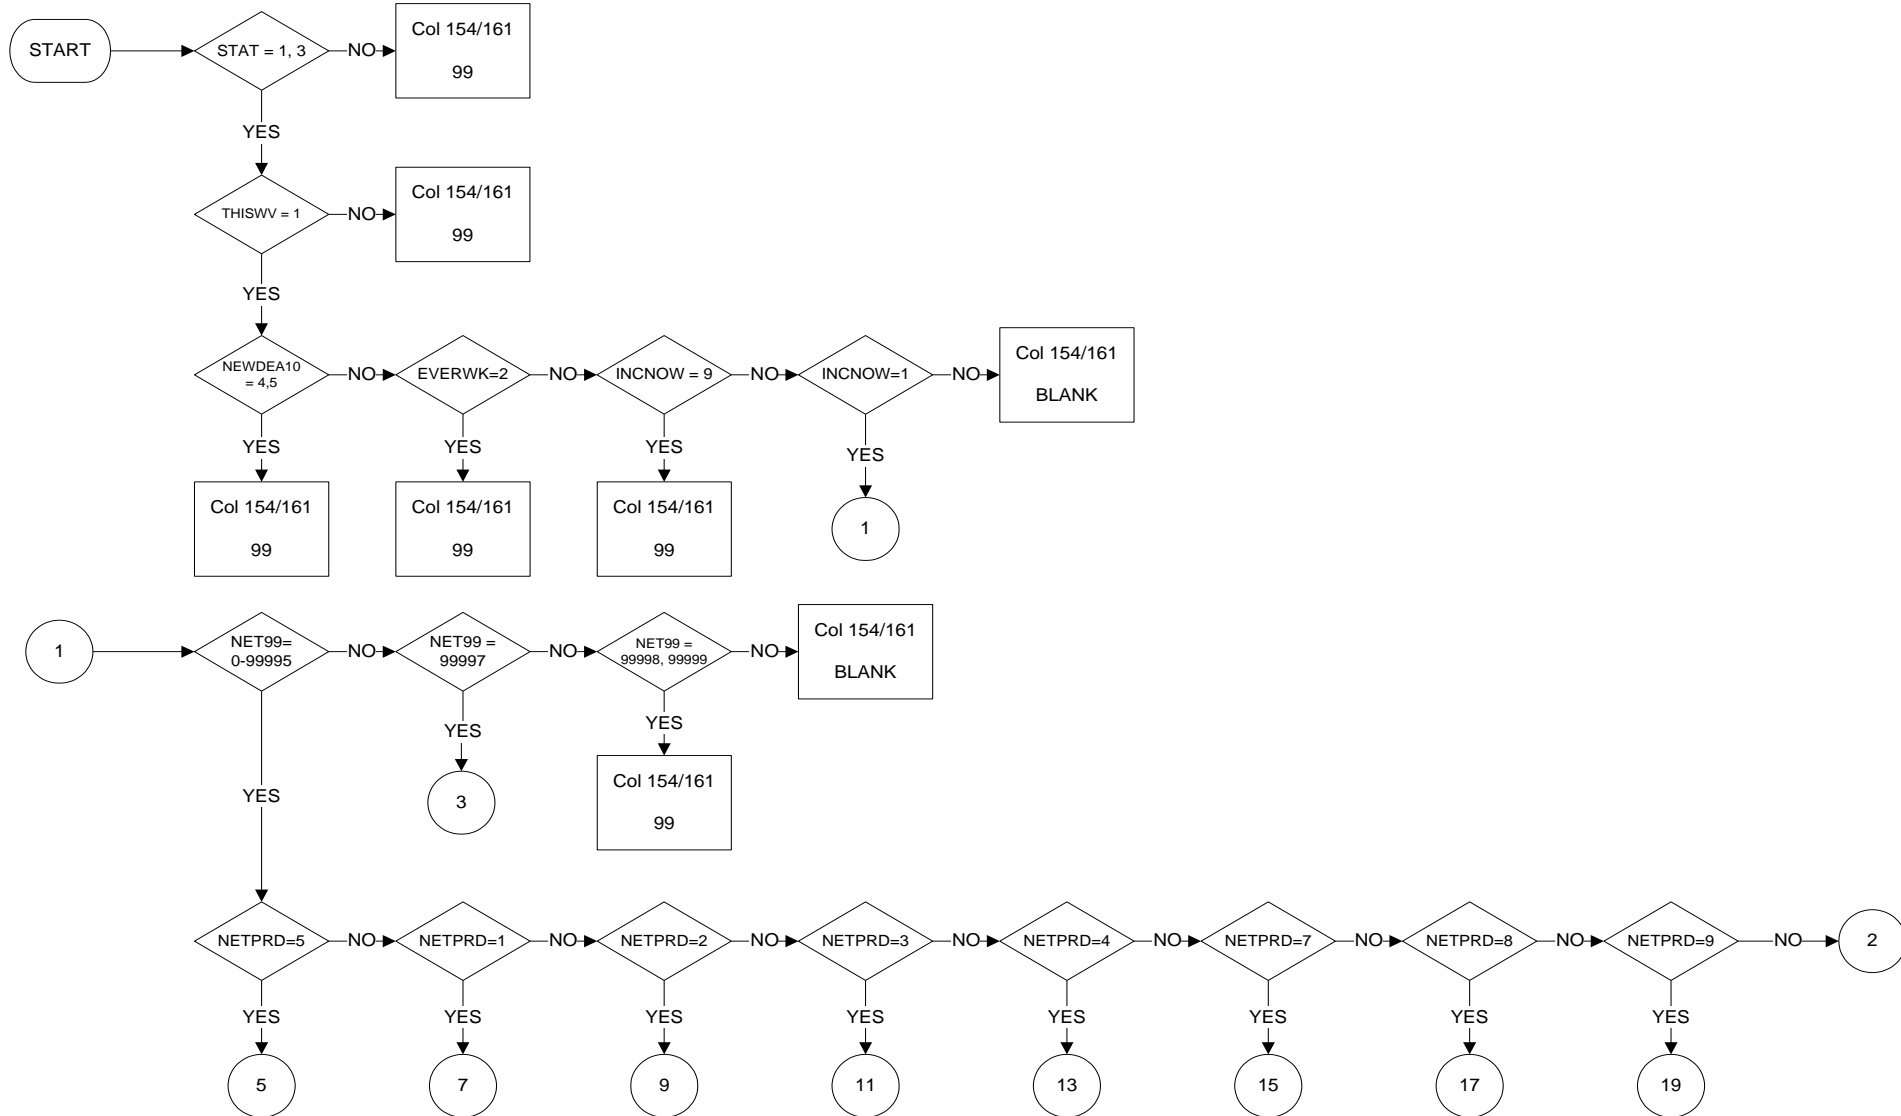 START
STAT = 1, 3
NO
Col 154/161
99
YES
THISWV = 1
NO
Col 154/161
99
YES
NEWDEA10
= 4,5
NO
EVERWK=2
NO
INCNOW = 9
NO
INCNOW=1
NO
Col 154/161
BLANK
YES
YES
YES
YES
Col 154/161
99
Col 154/161
99
Col 154/161
99
1
1
NET99=
0-99995
NO
NET99 =
99997
NO
NET99 =
99998, 99999
NO
Col 154/161
BLANK
YES
YES
YES
3
Col 154/161
99
NETPRD=5
NO
NETPRD=1
NO
NETPRD=2
NO
NETPRD=3
NO
NETPRD=4
NO
NETPRD=7
NO
NETPRD=8
NO
NETPRD=9
NO
2
YES
YES
YES
YES
YES
YES
YES
YES
5
7
9
11
13
15
17
19